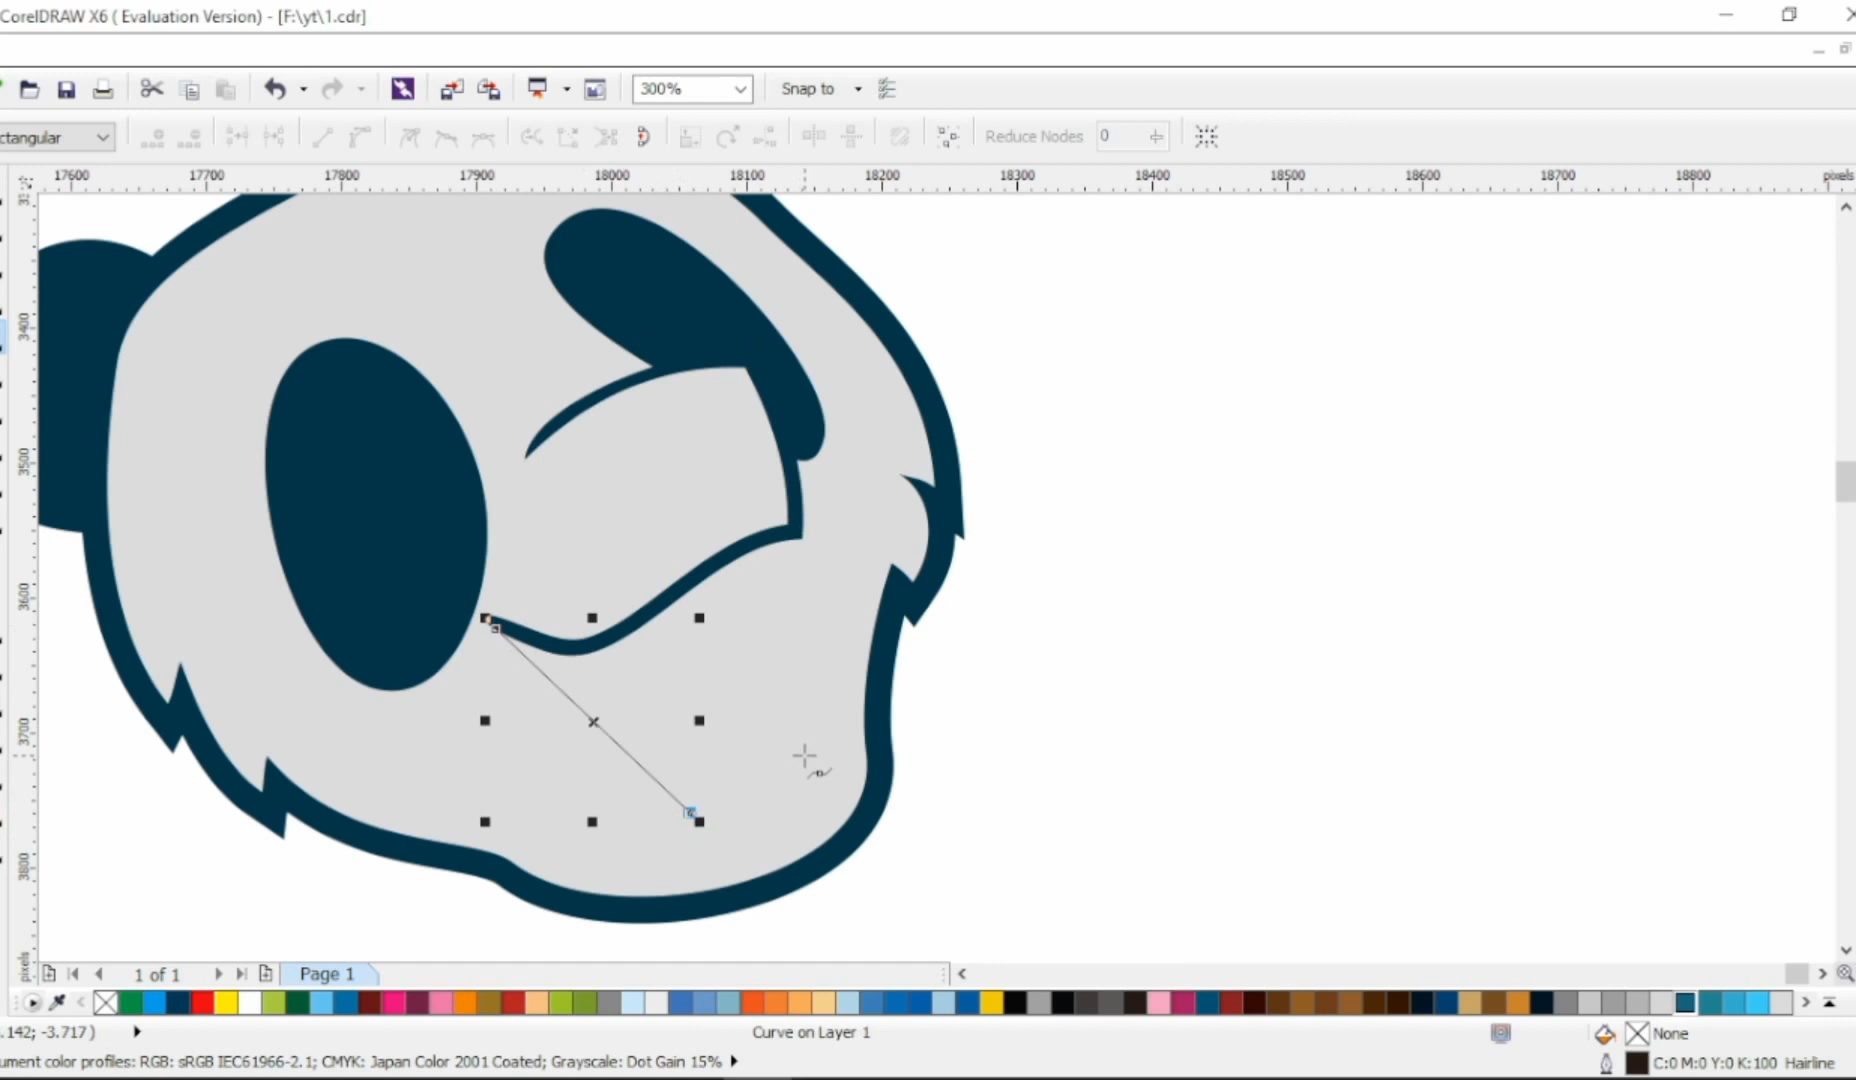 CorelDRAW X6 ( Evaluation Version) - [F:\yt\1.cdr]
300%
Snap to
ctangular
Reduce Nodes 0
17600 17700 17800 17900 18000 18100 18200 18300 18400 18500 18600 18700 18800 pixels
3400
3500
3600
3700
3800
pixels
1 of 1
Page 1
.142; -3.717 )
Curve on Layer 1
None
ument color profiles: RGB: sRGB IEC61966-2.1; CMYK: Japan Color 2001 Coated; Grayscale: Dot Gain 15%
C:0 M:0 Y:0 K:100 Hairline